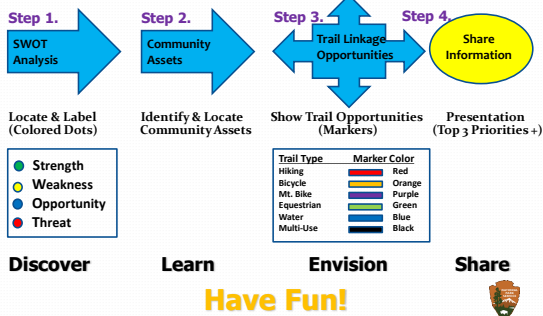 Step 1.
SWOT
Analysis
Locate & Label
(Colored Dots)
Strength
Weakness
Opportunity
Threat
Discover
Step 2.
Community
Assets
Identify & Locate
Community Assets
Learn
Step 3.
Trail Linkage
Opportunities
Show Trail Opportunities
(Markers)
Trail Type Marker Color
Hiking Red
Bicycle Orange
Mt. Bike Purple
Equestrian Green
Water Blue
Multi-Use Black
Envision
Step 4.
Share
Information
Presentation
(Top 3 Priorities +)
Share
Have Fun!